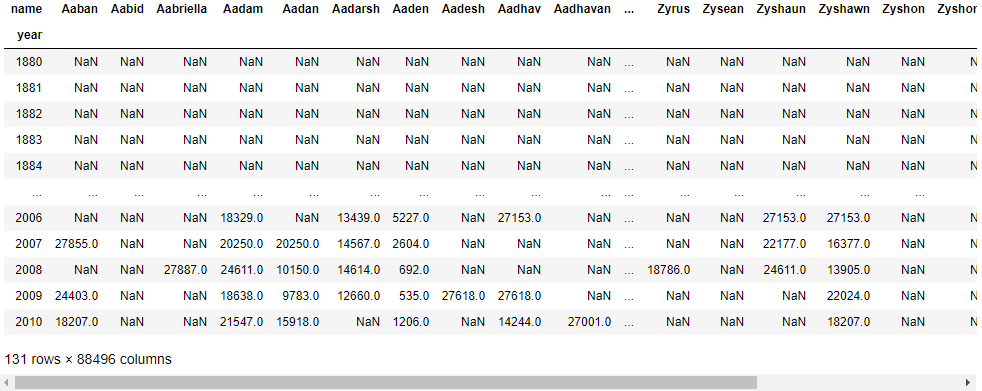 name Aaban Aabid Aabriella Aadam Aadan Aadarsh Aaden Aadesh Aadhav Aadhavan ... Zyrus Zysean Zyshaun Zyshawn Zyshon Zyshor
year
1880 NaN NaN NaN NaN NaN NaN NaN NaN NaN NaN ... NaN NaN NaN NaN NaN N
1881 NaN NaN NaN NaN NaN NaN NaN NaN NaN NaN ... NaN NaN NaN NaN NaN N
1882 NaN NaN NaN NaN NaN NaN NaN NaN NaN NaN ... NaN NaN NaN NaN NaN N
1883 NaN NaN NaN NaN NaN NaN NaN NaN NaN NaN ... NaN NaN NaN NaN NaN N
1884 NaN NaN NaN NaN NaN NaN NaN NaN NaN NaN ... NaN NaN NaN NaN NaN N
... ... ... ... ... ... ... ... ... ... ... ... ... ... ... ... ...
2006 NaN NaN NaN 18329.0 NaN 13439.0 5227.0 NaN 27153.0 NaN ... NaN NaN 27153.0 27153.0 NaN N
2007 27855.0 NaN NaN 20250.0 20250.0 14567.0 2604.0 NaN NaN NaN ... NaN NaN 22177.0 16377.0 NaN N
2008 NaN NaN 27887.0 24611.0 10150.0 14614.0 692.0 NaN NaN NaN ... 18786.0 NaN 24611.0 13905.0 NaN N
2009 24403.0 NaN NaN 18638.0 9783.0 12660.0 535.0 27618.0 27618.0 NaN ... NaN NaN NaN 22024.0 NaN N
2010 18207.0 NaN NaN 21547.0 15918.0 NaN 1206.0 NaN 14244.0 27001.0 ... NaN NaN NaN 18207.0 NaN N
131 rows × 88496 columns